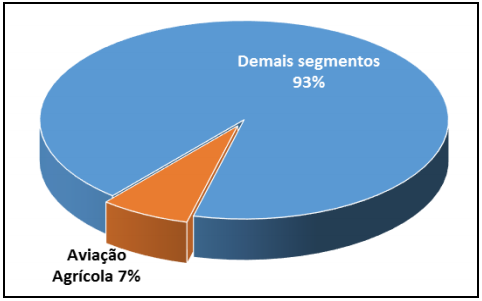 Demais segmentos
93%
Aviação
Agrícola 7%